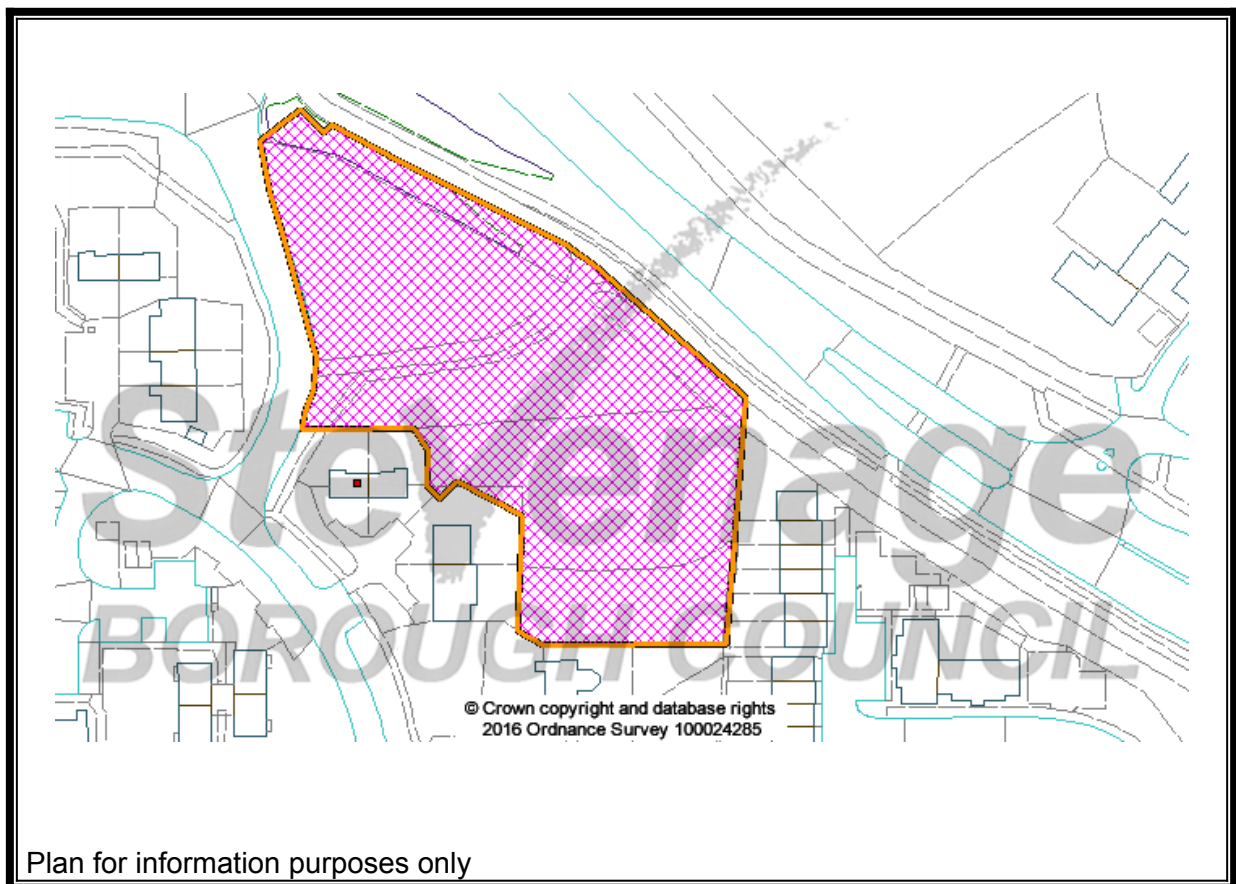 Stevenage
BOROUGH COUNCIL
© Crown copyright and database rights
2016 Ordnance Survey 100024285
Plan for information purposes only